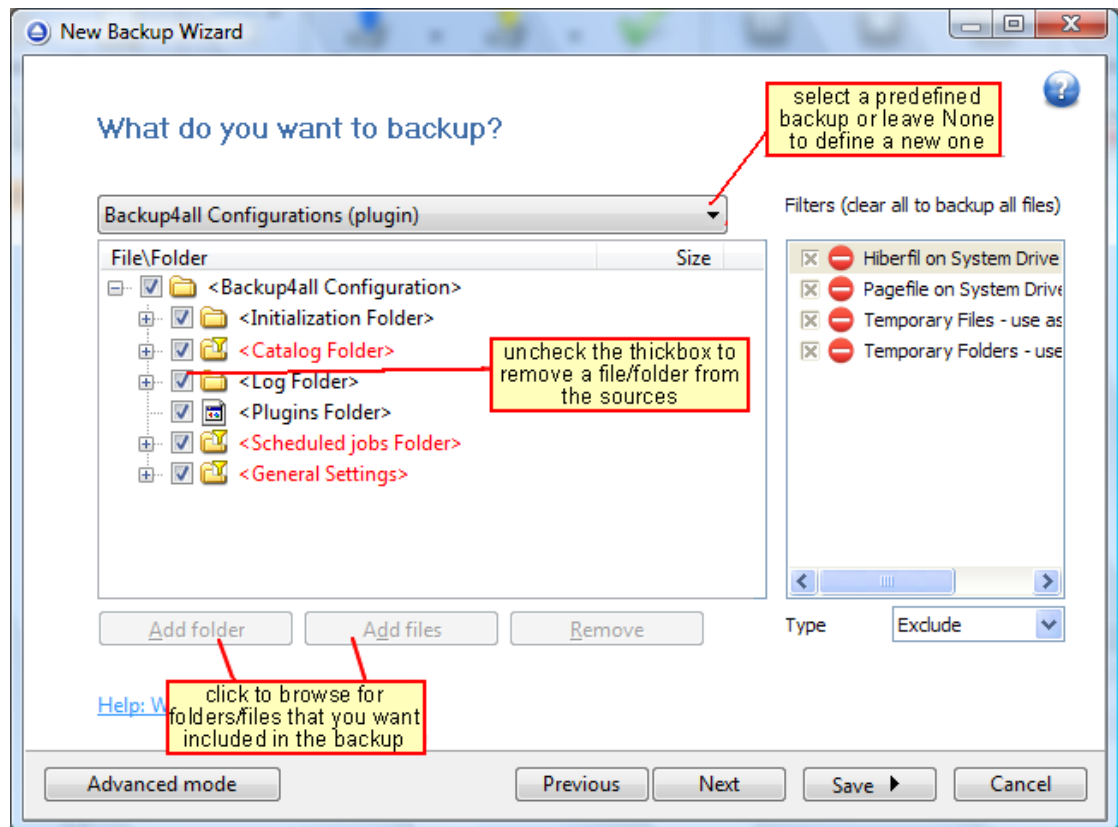 New Backup Wizard
select a predefined
backup or leave None
to define a new one
What do you want to backup?
Backup4all Configurations (plugin)
Filters (clear all to backup all files)
File\Folder Size
<Backup4all Configuration>
<Initialization Folder>
<Catalog Folder>
<Log Folder>
<Plugins Folder>
<Scheduled jobs Folder>
<General Settings>
uncheck the thickbox to
remove a file/folder from
the sources
Hiberfil on System Drive
Pagefile on System Drive
Temporary Files - use as
Temporary Folders - use
Add folder Add files Remove
Type Exclude
Help: W
click to browse for
folders/files that you want
included in the backup
Advanced mode Previous Next Save Cancel